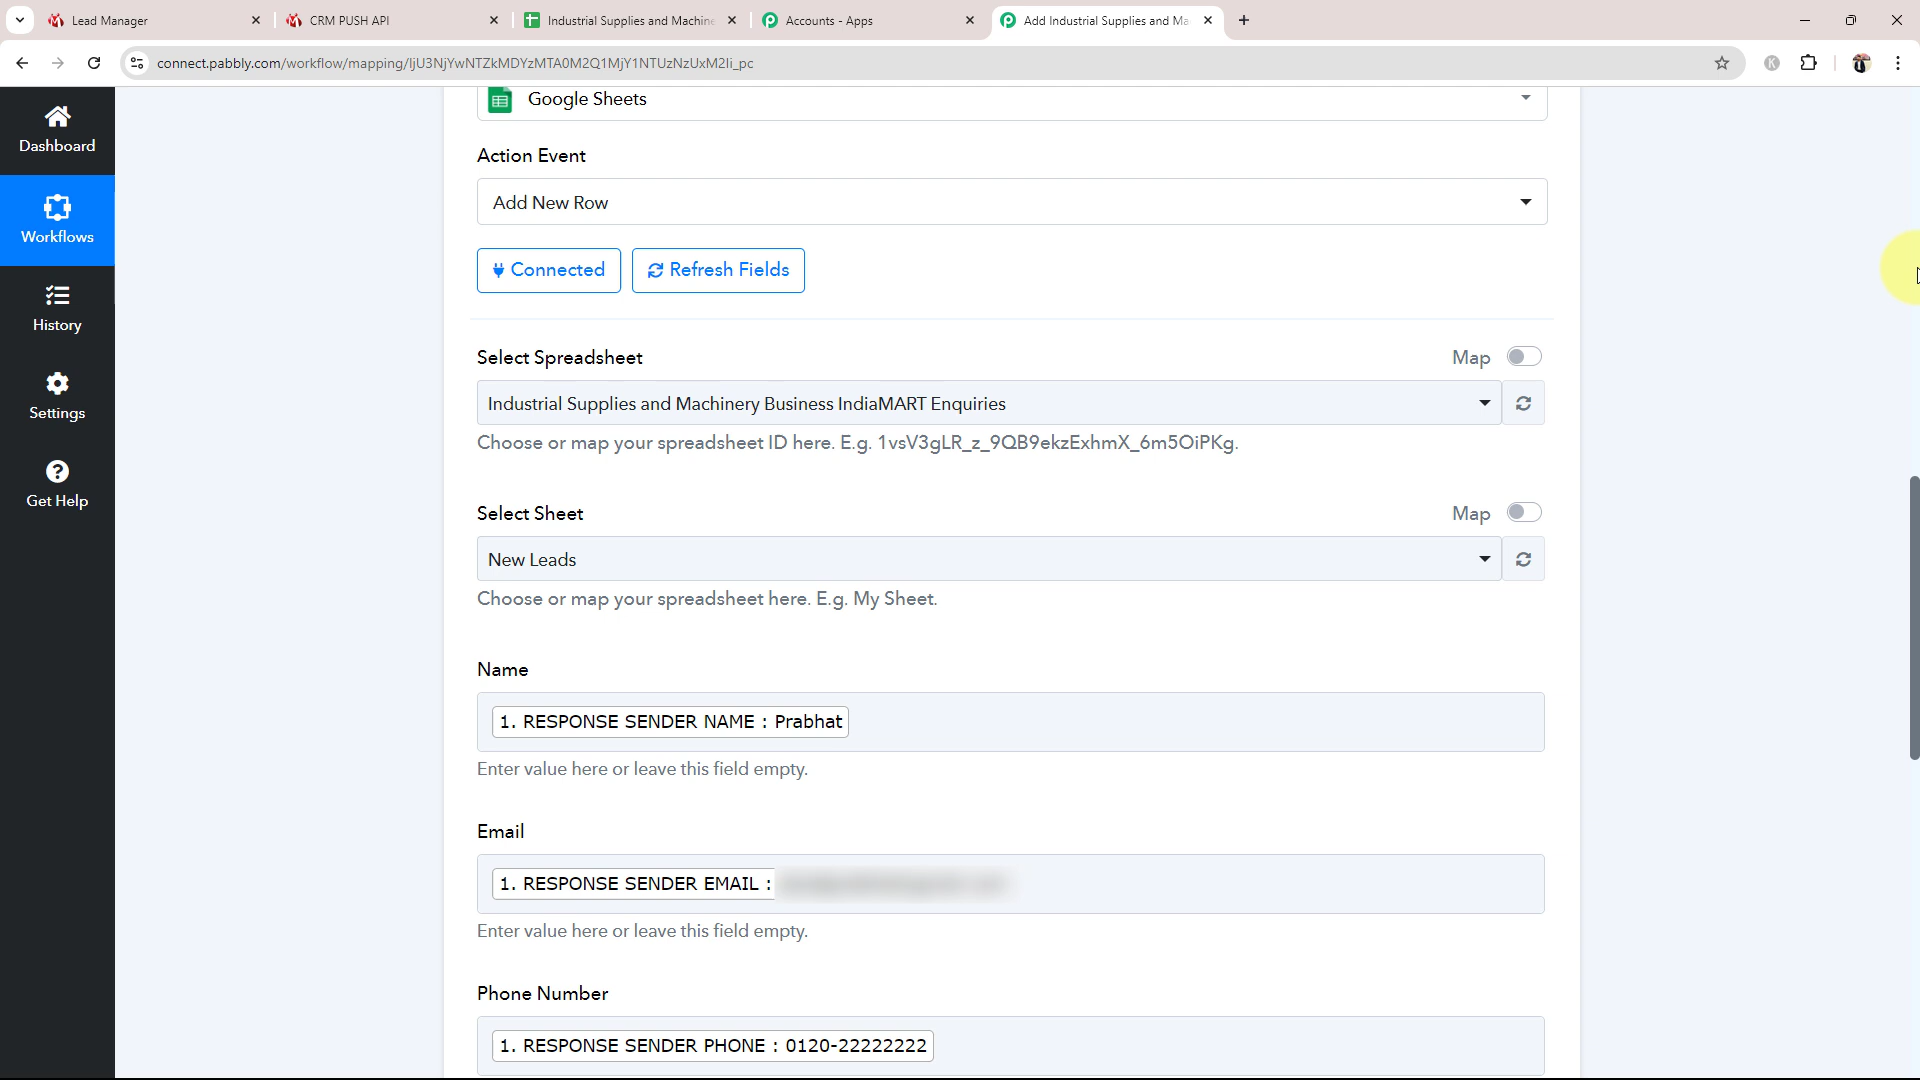 Lead Manager
CRM PUSH API
Industrial Supplies and Machine
Accounts - Apps
Add Industrial Supplies and Ma
connect.pabbly.com/workflow/mapping/IjU3NjYwNTZkMDYzMTA0M2Q1MjY1NTUzNzUxM2Ii_pc
K
Dashboard
Workflows
History
Settings
Get Help
Google Sheets
Action Event
Add New Row
Connected
Refresh Fields
Select Spreadsheet
Map
Industrial Supplies and Machinery Business IndiaMART Enquiries
Choose or map your spreadsheet ID here. E.g. 1vsV3gLR_z_9QB9ekzExhmX_6m5OiPKg.
Select Sheet
Map
New Leads
Choose or map your spreadsheet here. E.g. My Sheet.
Name
1. RESPONSE SENDER NAME : Prabhat
Enter value here or leave this field empty.
Email
1. RESPONSE SENDER EMAIL :
Enter value here or leave this field empty.
Phone Number
1. RESPONSE SENDER PHONE : 0120-22222222